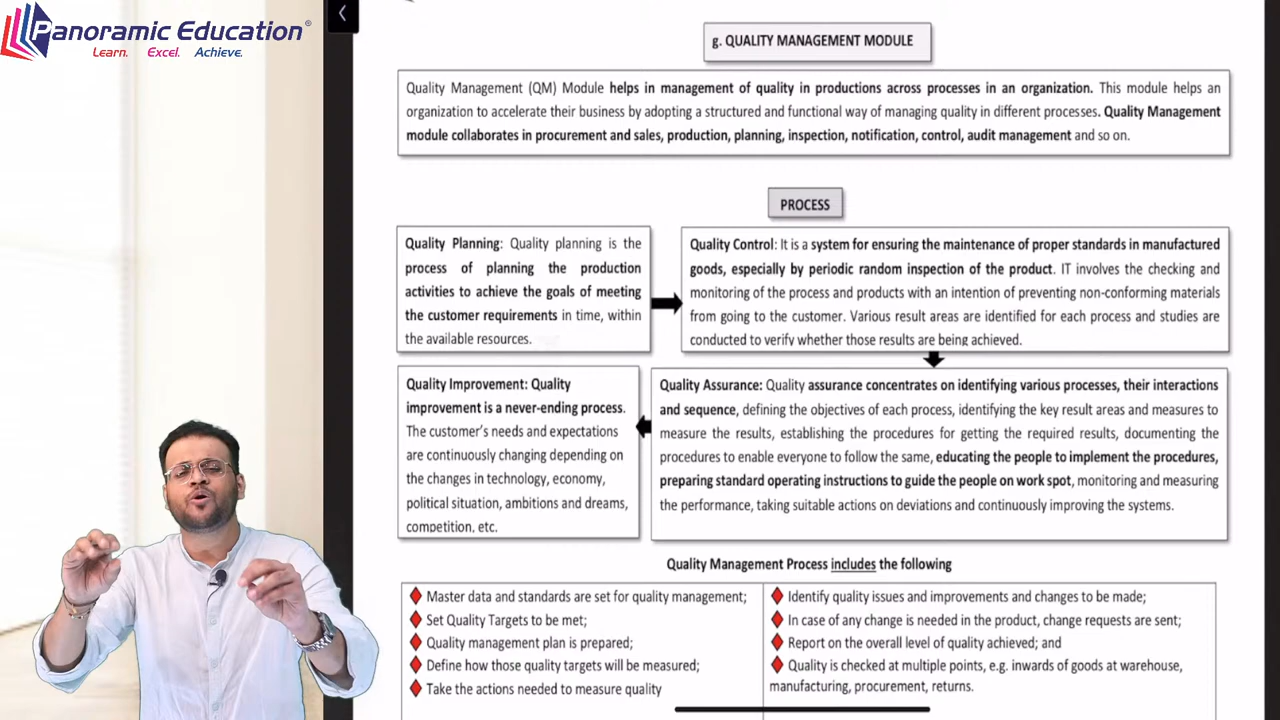 Panoramic Education®
Learn. Excel. Achieve.
g. QUALITY MANAGEMENT MODULE
Quality Management (QM) Module helps in management of quality in productions across processes in an organization. This module helps an
organization to accelerate their business by adopting a structured and functional way of managing quality in different processes. Quality Management
module collaborates in procurement and sales, production, planning, inspection, notification, control, audit management and so on.
PROCESS
Quality Planning: Quality planning is the
process of planning the production
activities to achieve the goals of meeting
the customer requirements in time, within
the available resources.
Quality Control: It is a system for ensuring the maintenance of proper standards in manufactured
goods, especially by periodic random inspection of the product. IT involves the checking and
monitoring of the process and products with an intention of preventing non-conforming materials
from going to the customer. Various result areas are identified for each process and studies are
conducted to verify whether those results are being achieved.
Quality Improvement: Quality
improvement is a never-ending process.
The customer's needs and expectations
are continuously changing depending on
the changes in technology, economy,
political situation, ambitions and dreams,
competition, etc.
Quality Assurance: Quality assurance concentrates on identifying various processes, their interactions
and sequence, defining the objectives of each process, identifying the key result areas and measures to
measure the results, establishing the procedures for getting the required results, documenting the
procedures to enable everyone to follow the same, educating the people to implement the procedures,
preparing standard operating instructions to guide the people on work spot, monitoring and measuring
the performance, taking suitable actions on deviations and continuously improving the systems.
Quality Management Process includes the following
Master data and standards are set for quality management;
Set Quality Targets to be met;
Quality management plan is prepared;
Define how those quality targets will be measured;
Take the actions needed to measure quality
Identify quality issues and improvements and changes to be made;
In case of any change is needed in the product, change requests are sent;
Report on the overall level of quality achieved; and
Quality is checked at multiple points, e.g. inwards of goods at warehouse,
manufacturing, procurement, returns.